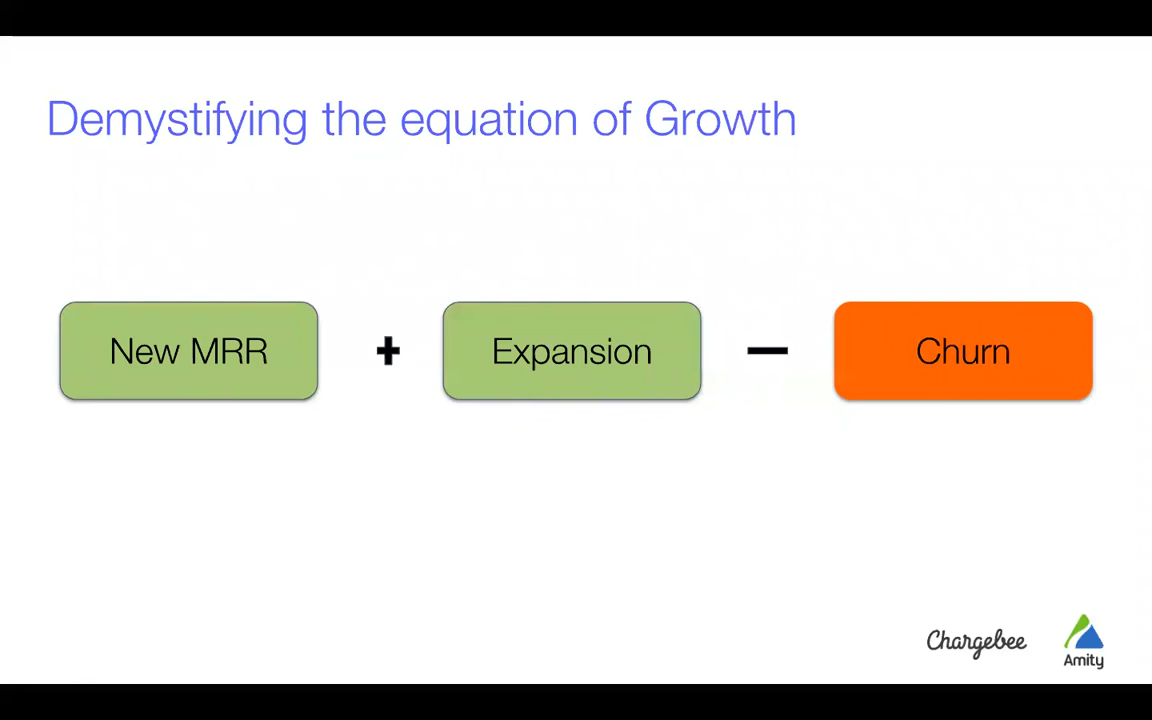 Demystifying the equation of Growth
New MRR + Expansion — Churn
Chargebee
Amity